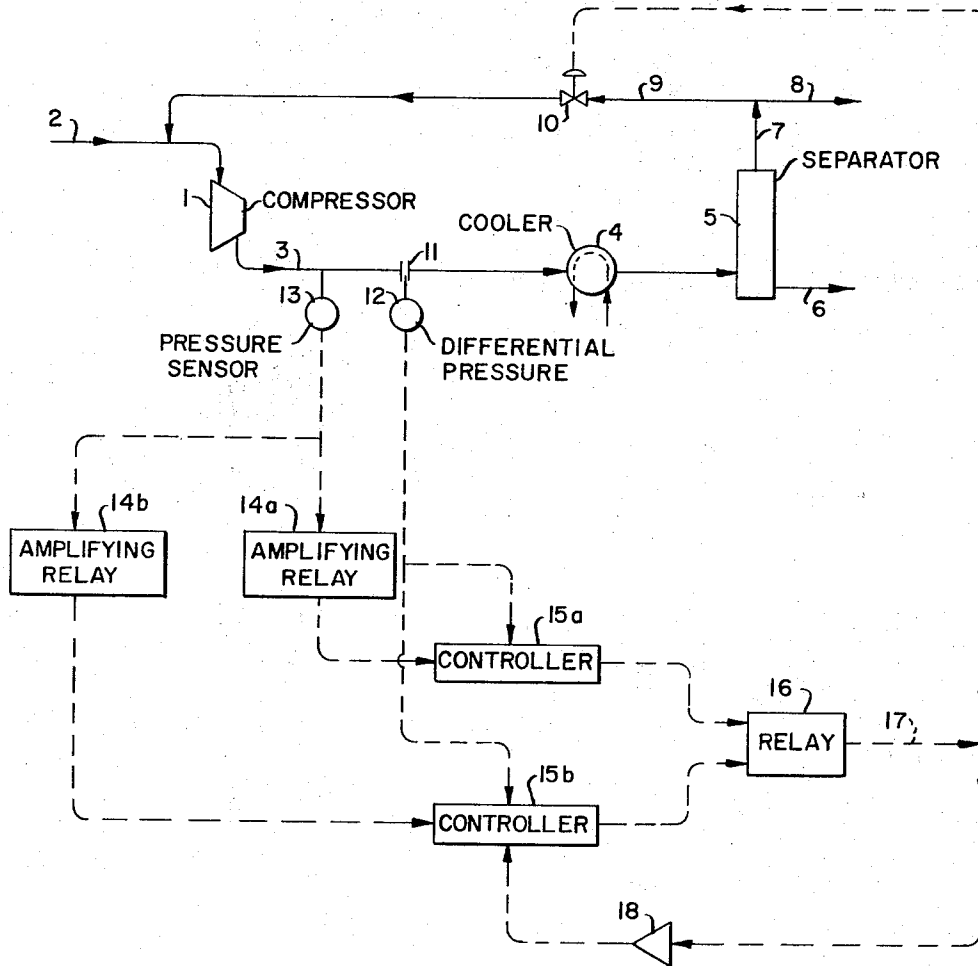 9
8
10
2
7
SEPARATOR
1
COMPRESSOR
5
COOLER
4
3
11
13
12
6
PRESSURE
SENSOR
DIFFERENTIAL
PRESSURE
14b
14a
AMPLIFYING
RELAY
AMPLIFYING
RELAY
15a
CONTROLLER
16
17
RELAY
15b
CONTROLLER
18